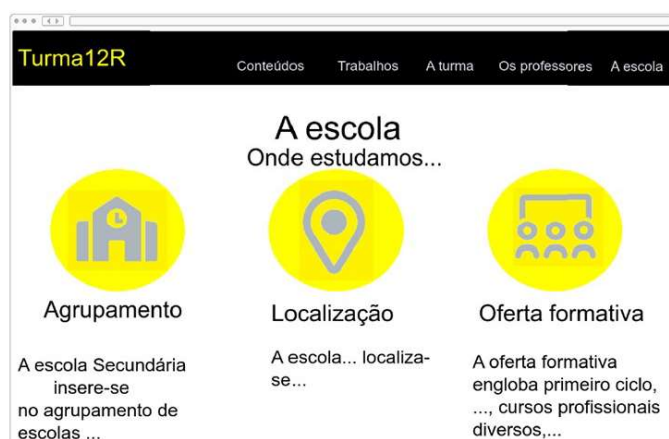 Turma12R
Conteúdos Trabalhos A turma Os professores A escola
A escola
Onde estudamos...
Agrupamento
A escola Secundária
insere-se
no agrupamento de
escolas ...
Localização
A escola... localiza-
se...
Oferta formativa
A oferta formativa
engloba primeiro ciclo,
..., cursos profissionais
diversos,...